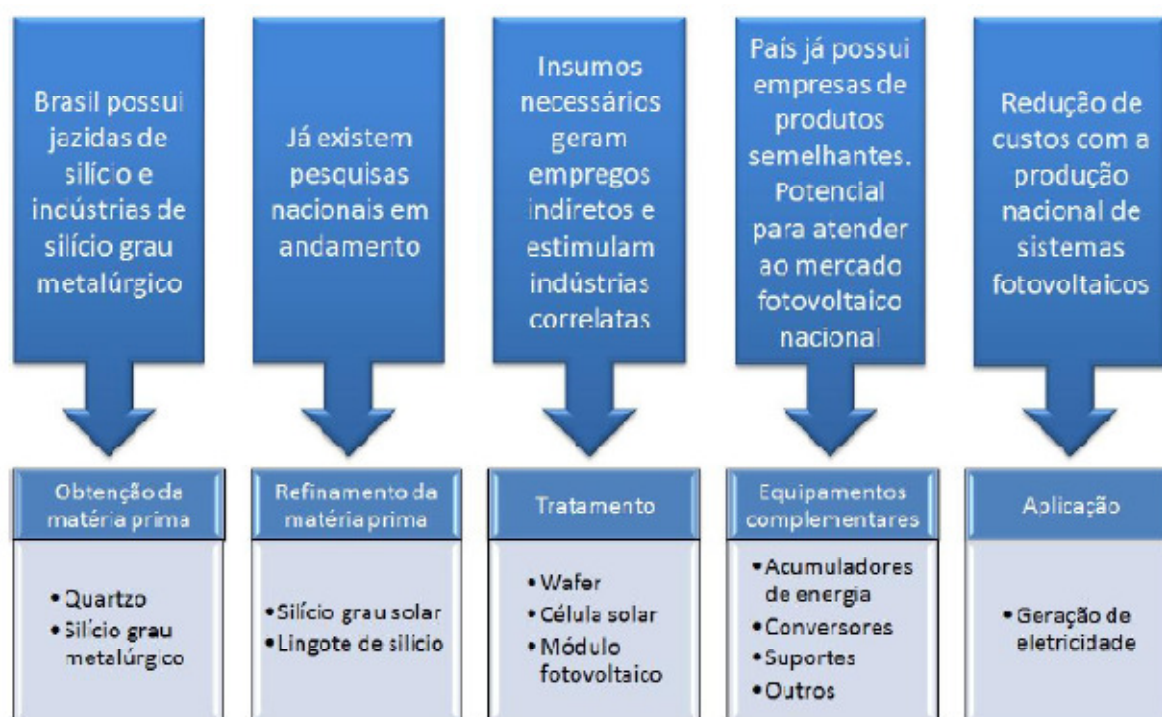 Brasil possui
jazidas de
silício e
indústrias de
silício grau
metalúrgico
Já existem
pesquisas
nacionais em
andamento
Insumos
necessários
geram
empregos
indiretos e
estimulam
indústrias
correlatas
País já possui
empresas de
produtos
semelhantes.
Potencial
para atender
ao mercado
fotovoltaico
nacional
Redução de
custos com a
produção
nacional de
sistemas
fotovoltaicos
Obtenção da
matéria prima
• Quartzo
• Silício grau
metalúrgico
Refinamento da
matéria prima
• Silício grau solar
• Lingote de silício
Tratamento
• Wafer
• Célula solar
• Módulo
fotovoltaico
Equipamentos
complementares
• Acumuladores
de energia
• Conversores
• Suportes
• Outros
Aplicação
• Geração de
eletricidade